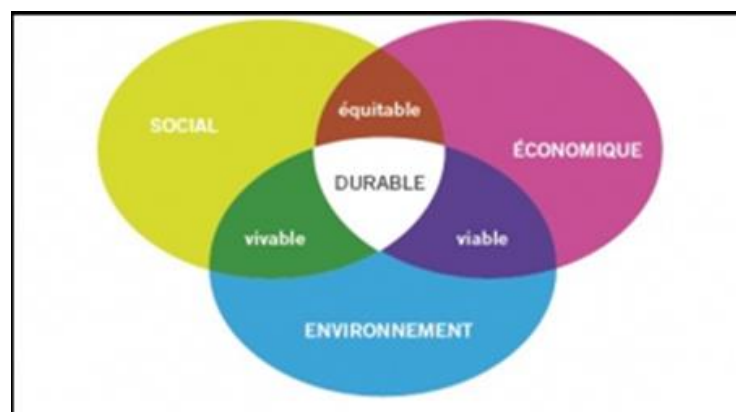 équitable
SOCIAL
ÉCONOMIQUE
DURABLE
vivable
viable
ENVIRONNEMENT